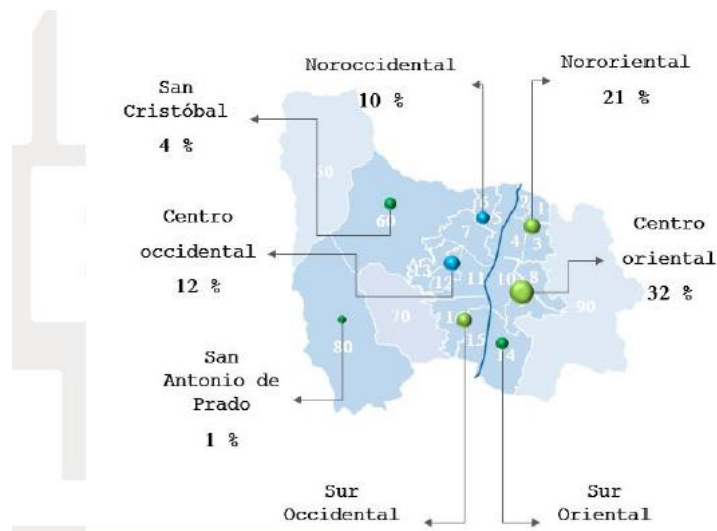 Noroccidental
10 %
Nororiental
21 %
San
Cristóbal
4 %
Centro
occidental
12 %
Centro
oriental
32 %
San
Antonio de
Prado
1 %
Sur
Occidental
Sur
Oriental
60
6
5
7
2
1
4
3
13
12
11
10
8
90
70
80
15
14